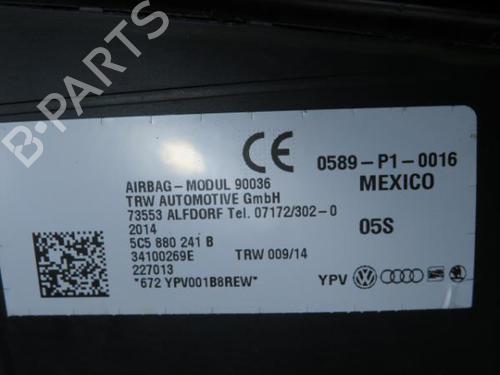 B-PARTS
CE
0589-P1-0016
AIRBAG-MODUL 90036
MEXICO
TRW AUTOMOTIVE GmbH
73553 ALFDORF Tel. 07172/302-0
2014
05S
5C5 880 241 B
34100269E
TRW 009/14
227013
"672 YPV001B8REW"
YPV